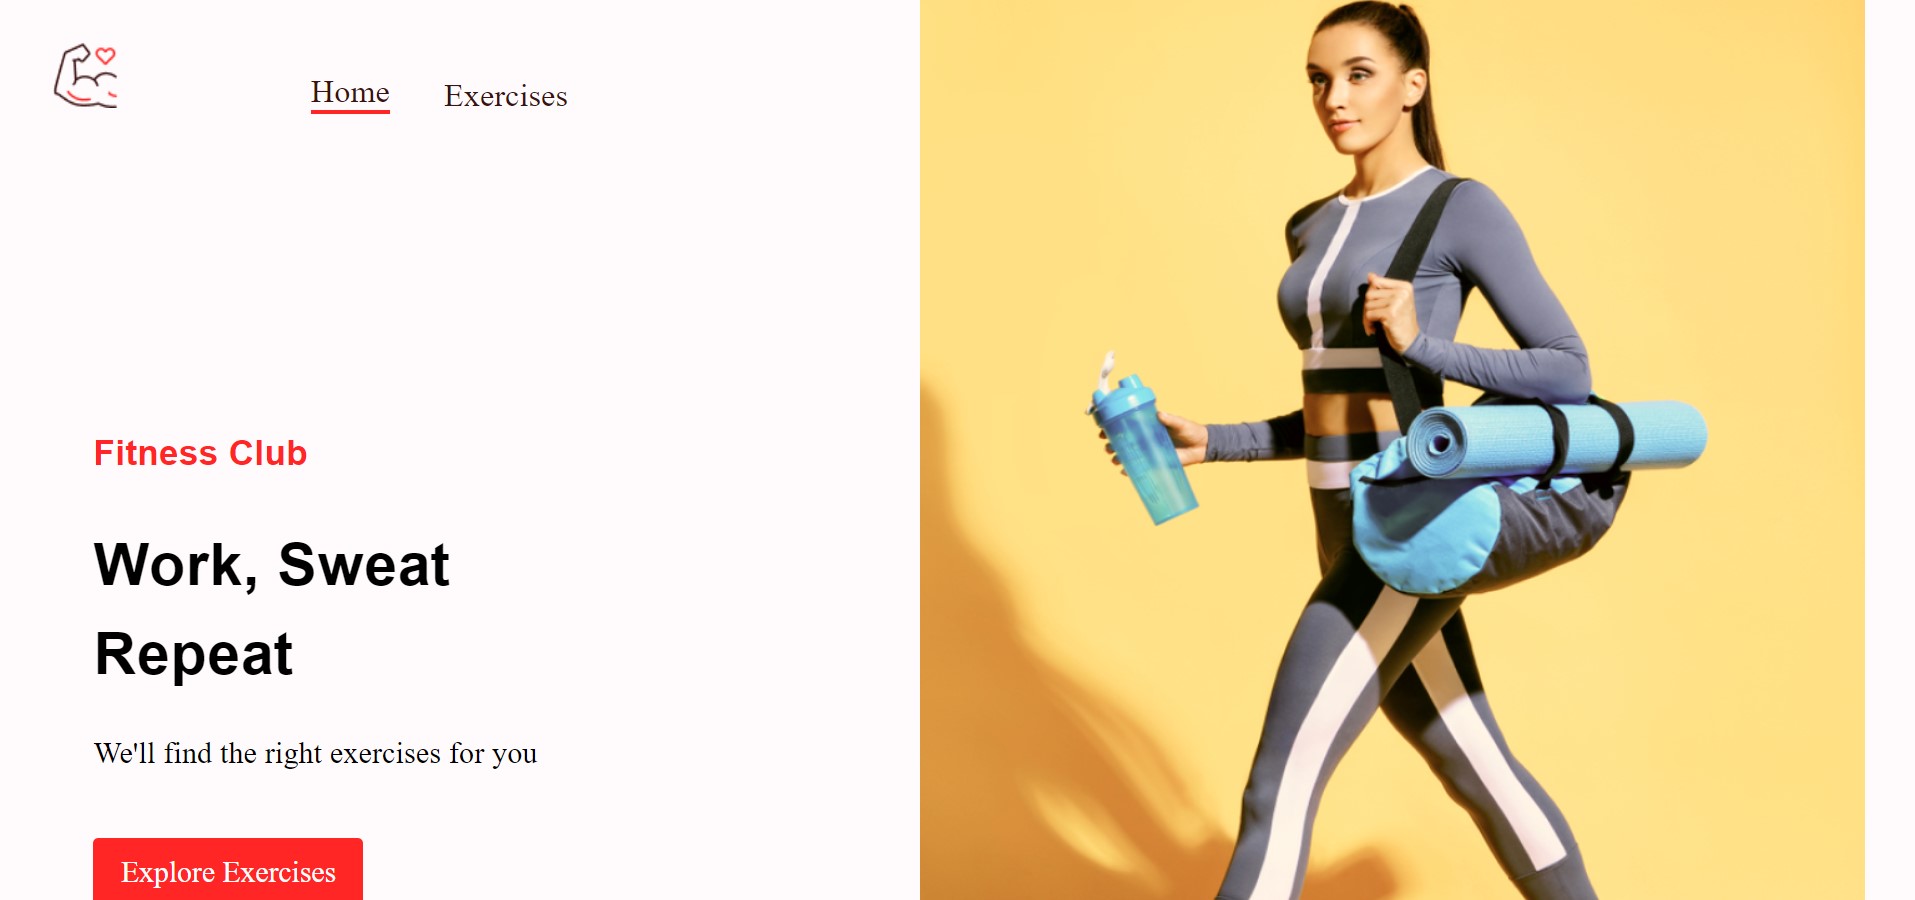 Home
Exercises
Fitness Club
Work, Sweat
Repeat
We'll find the right exercises for you
Explore Exercises